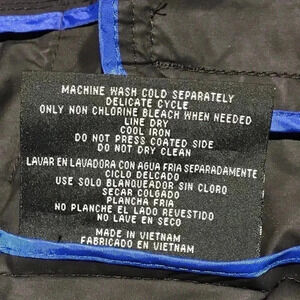 MACHINE WASH COLD SEPARATELY
DELICATE CYCLE
ONLY NON CHLORINE BLEACH WHEN NEEDED
LINE DRY
COOL IRON
DO NOT PRESS COATED SIDE
DO NOT DRY CLEAN
LAVAR EN LAVADORA CON AGUA FRIA SEPARADAMENTE
CICLO DELCADO
USE SOLO BLANQUEADOR SIN CLORO
SECAR COLGADO
PLANCHA FRIA
NO PLANCHE EL LADO REVESTIDO
NO LAVE EN SECO
MADE IN VIETNAM
FABRICADO EN VIETNAM